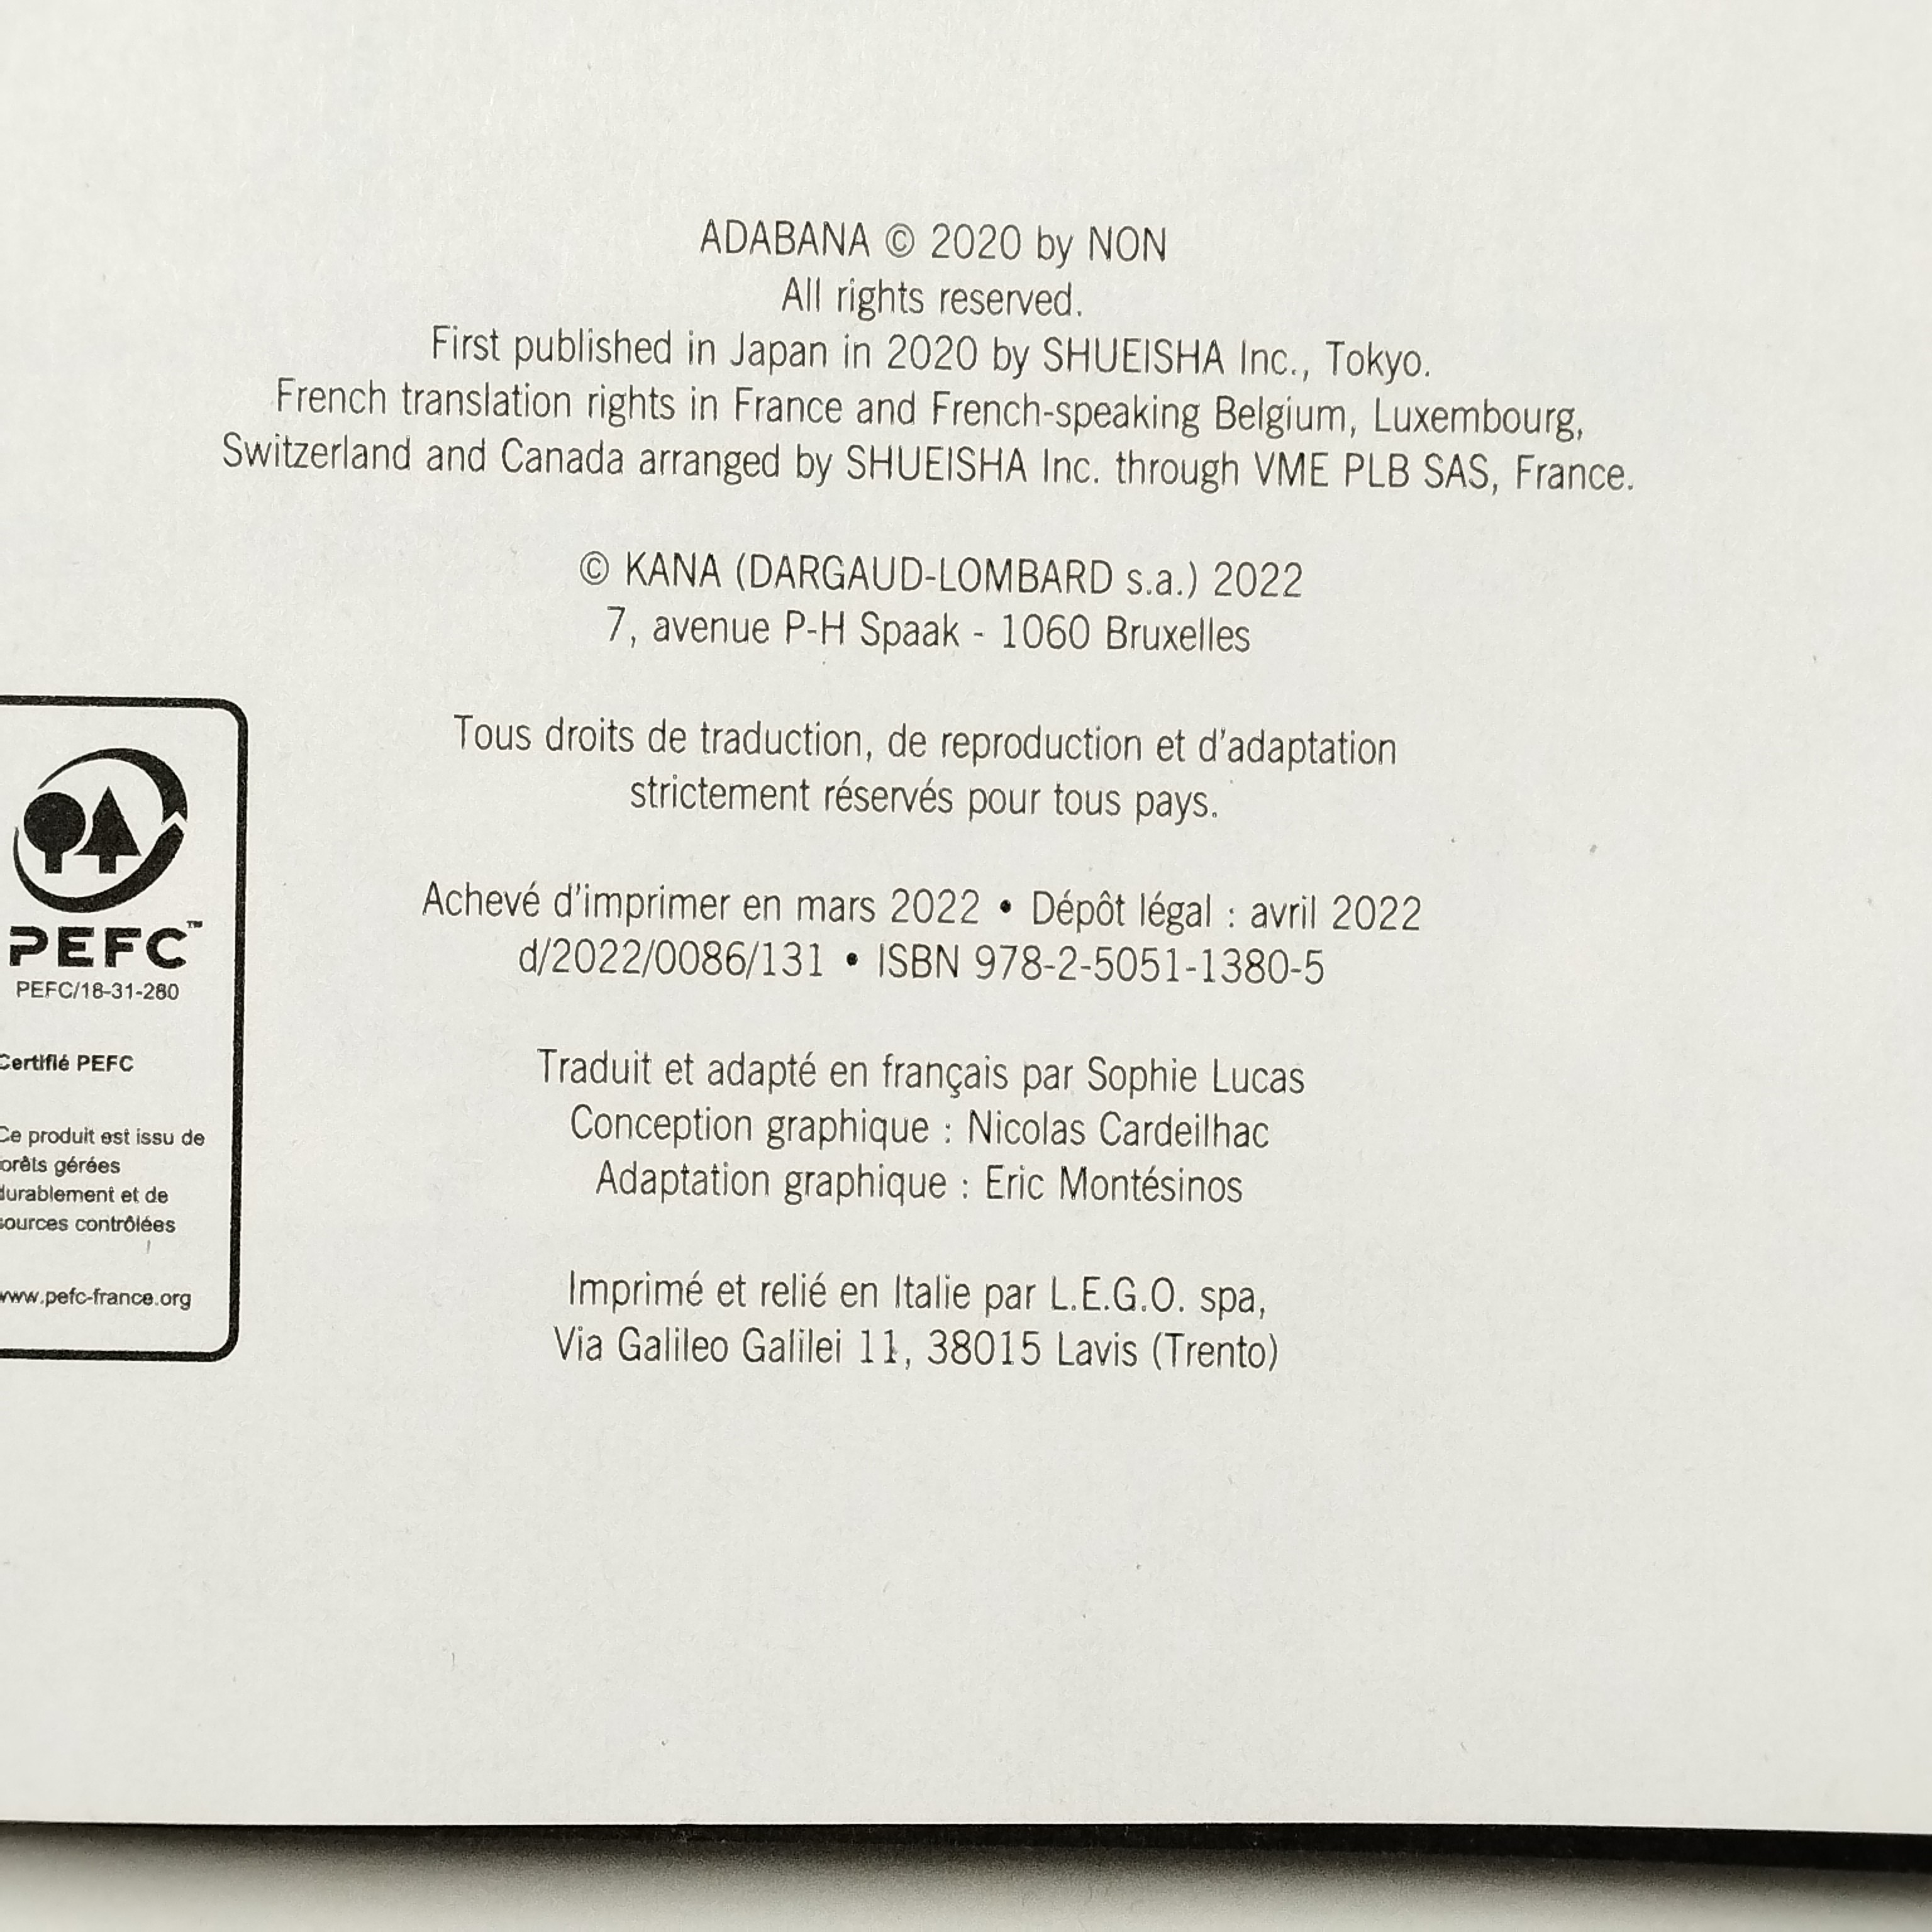 ADABANA © 2020 by NON
All rights reserved.
First published in Japan in 2020 by SHUEISHA Inc., Tokyo.
French translation rights in France and French-speaking Belgium, Luxembourg,
Switzerland and Canada arranged by SHUEISHA Inc. through VME PLB SAS, France.
© KANA (DARGAUD-LOMBARD s.a.) 2022
7, avenue P-H Spaak - 1060 Bruxelles
Tous droits de traduction, de reproduction et d'adaptation
strictement réservés pour tous pays.
Achevé d'imprimer en mars 2022 • Dépôt légal : avril 2022
d/2022/0086/131 • ISBN 978-2-5051-1380-5
Traduit et adapté en français par Sophie Lucas
Conception graphique : Nicolas Cardeilhac
Adaptation graphique : Eric Montésinos
Imprimé et relié en Italie par L.E.G.O. spa,
Via Galileo Galilei 11, 38015 Lavis (Trento)
PEFC™
PEFC/18-31-280
Certifié PEFC
Ce produit est issu de
orêts gérées
durablement et de
sources contrôlées
www.pefc-france.org